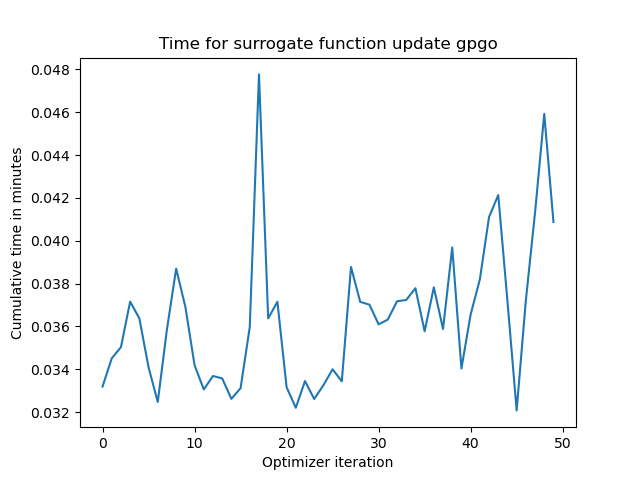 Time for surrogate function update gpgo
Cumulative time in minutes
0.048
0.046
0.044
0.042
0.040
0.038
0.036
0.034
0.032
0 10 20 30 40 50
Optimizer iteration